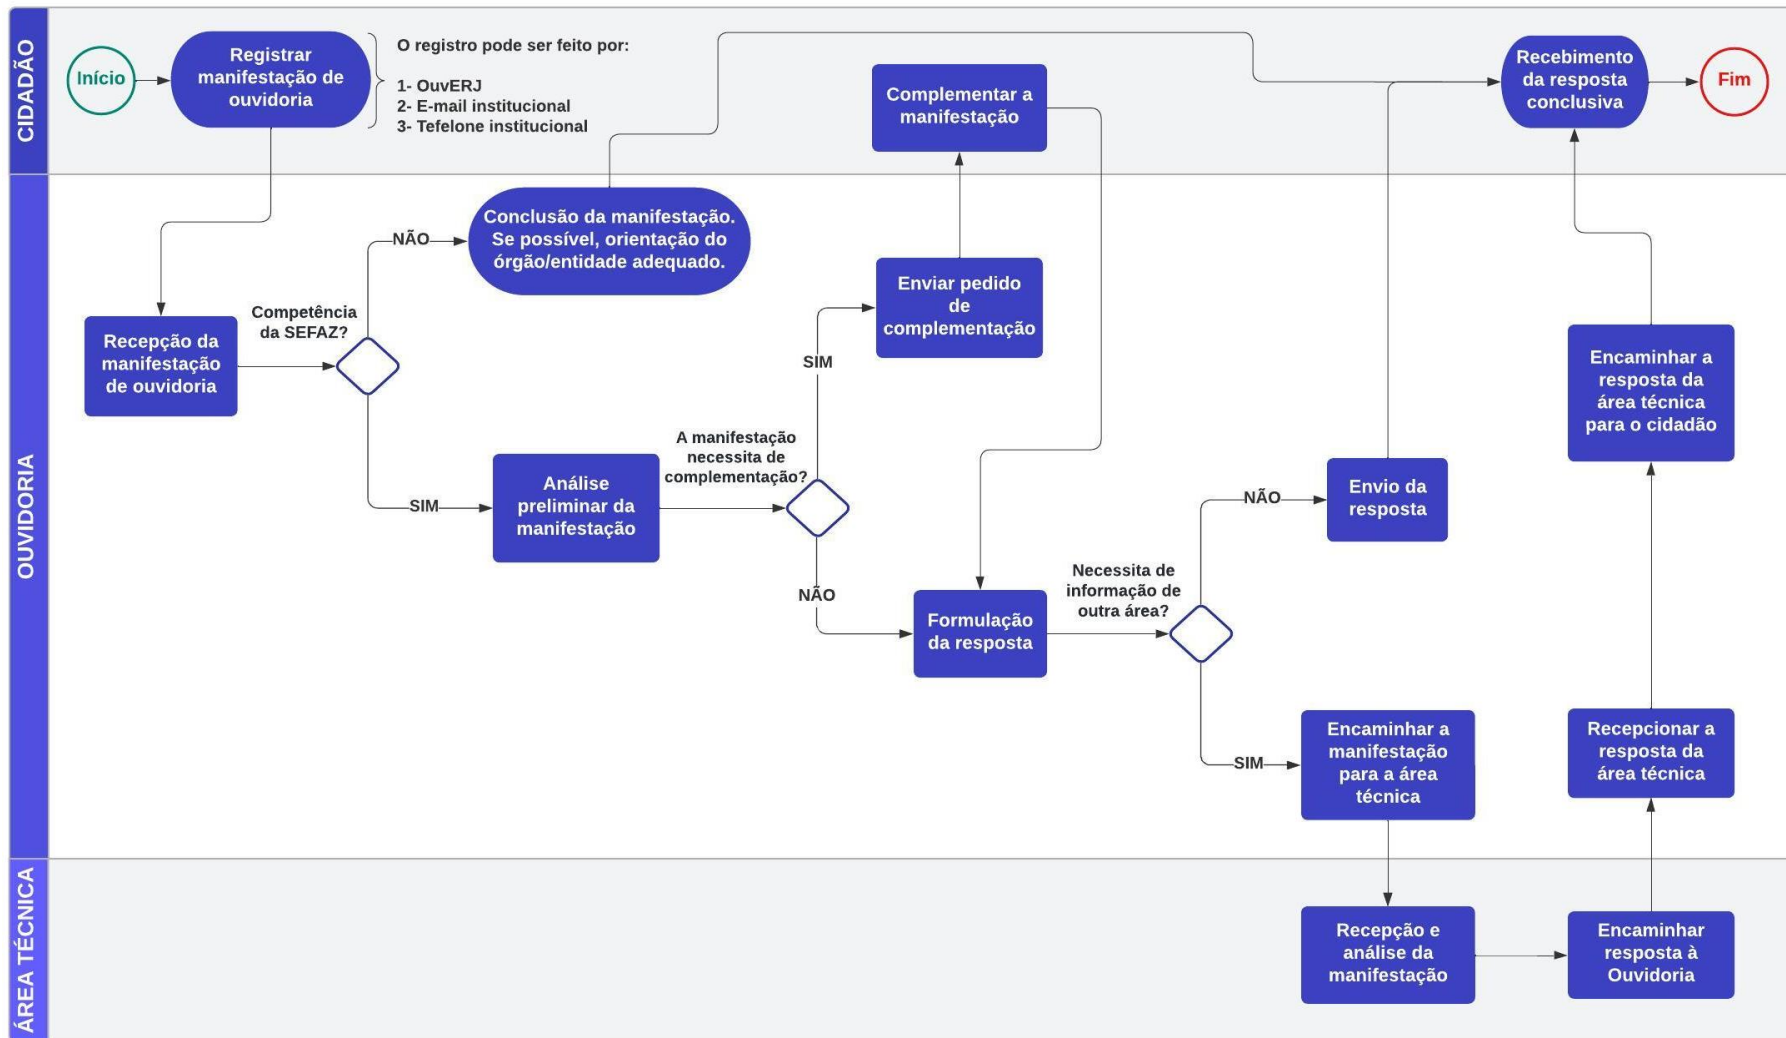 CIDADÃO
Início
Registrar
manifestação de
ouvidoria
O registro pode ser feito por:
1- OuvERJ
2- E-mail institucional
3- Tefelone institucional
Complementar a
manifestação
Recebimento
da resposta
conclusiva
Fim
OUVIDORIA
Recepção da
manifestação
de ouvidoria
Competência
da SEFAZ?
NÃO
Conclusão da manifestação.
Se possível, orientação do
órgão/entidade adequado.
SIM
Análise
preliminar da
manifestação
A manifestação
necessita de
complementação?
SIM
Enviar pedido
de
complementação
NÃO
Formulação
da resposta
Necessita de
informação de
outra área?
NÃO
Envio da
resposta
SIM
Encaminhar a
manifestação
para a área
técnica
Encaminhar a
resposta da
área técnica
para o cidadão
Recepcionar a
resposta da
área técnica
ÁREA TÉCNICA
Recepção e
análise da
manifestação
Encaminhar
resposta à
Ouvidoria